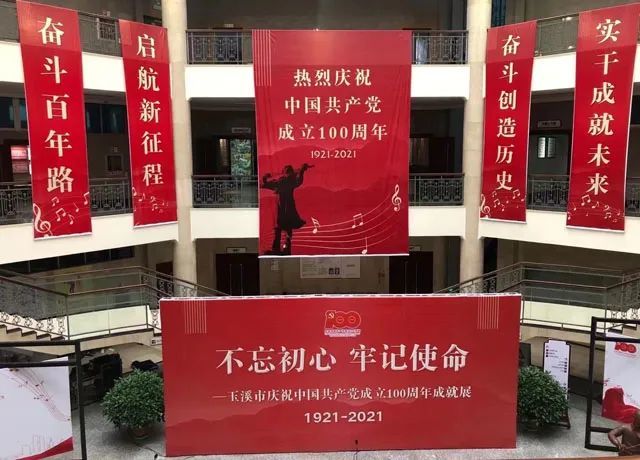 奋斗百年路
启航新征程
热烈庆祝
中国共产党
成立100周年
1921-2021
奋斗创造历史
实干成就未来
不忘初心 牢记使命
—玉溪市庆祝中国共产党成立100周年成就展
1921-2021